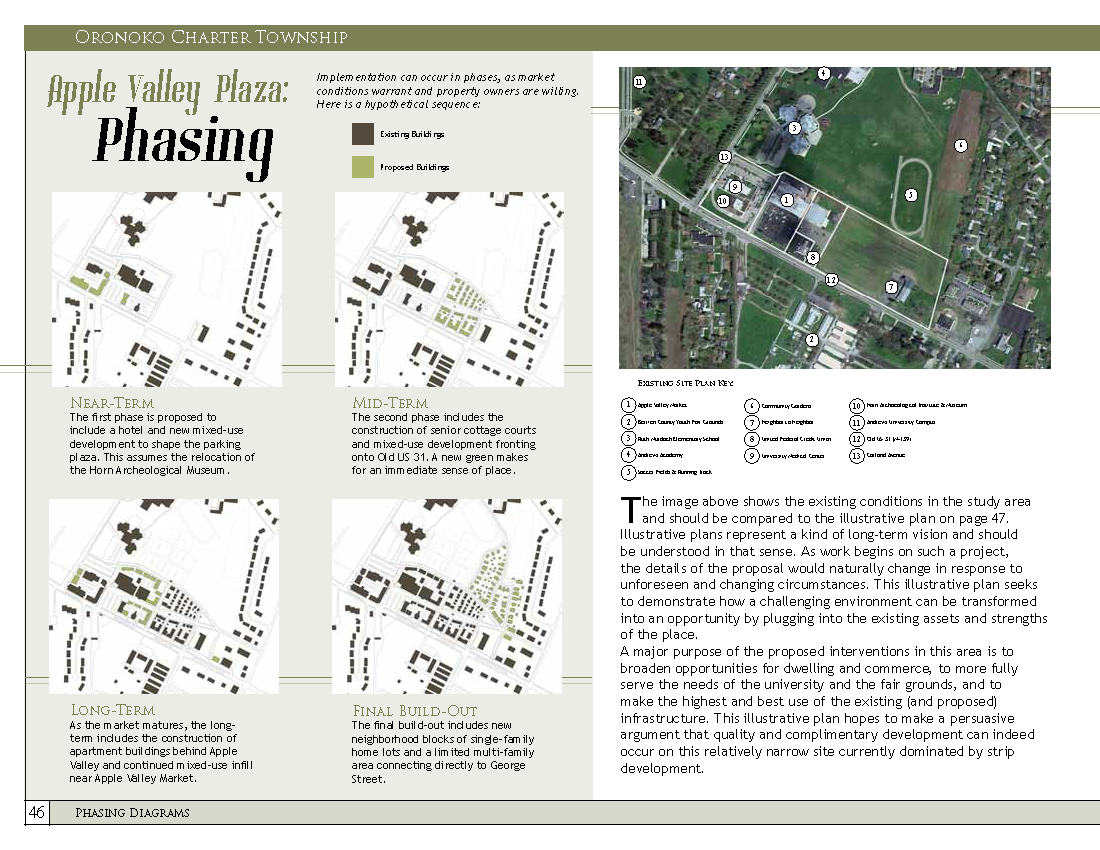 Oronoko Charter Township
Apple Valley Plaza:
Phasing
Implementation can occur in phases, as market
conditions warrant and property owners are willing.
Here is a hypothetical sequence:
Existing Buildings
Proposed Buildings
Near-Term
The first phase is proposed to
include a hotel and new mixed-use
development to shape the parking
plaza. This assumes the relocation of
the Horn Archeological Museum.
Mid-Term
The second phase includes the
construction of senior cottage courts
and mixed-use development fronting
onto Old US 31. A new green makes
for an immediate sense of place.
Long-Term
As the market matures, the long-
term includes the construction of
apartment buildings behind Apple
Valley and continued mixed-use infill
near Apple Valley Market.
Final Build-Out
The final build-out includes new
neighborhood blocks of single-family
home lots and a limited multi-family
area connecting directly to George
Street.
11
4
3
6
13
9
10
1
5
8
12
7
2
Existing Site Plan Key:
1 Apple Valley Market
2 Berrien County Youth Fair Grounds
3 Ruth Murdoch Elementary School
4 Andrews Academy
5 Soccer Fields & Running Track
6 Community Gardens
7 Neighbor to Neighbor
8 United Federal Credit Union
9 University Medical Center
10 Horn Archeological Institute & Museum
11 Andrews University Campus
12 Old US 31 (M-139)
13 Garland Avenue
The image above shows the existing conditions in the study area
and should be compared to the illustrative plan on page 47.
Illustrative plans represent a kind of long-term vision and should
be understood in that sense. As work begins on such a project,
the details of the proposal would naturally change in response to
unforeseen and changing circumstances. This illustrative plan seeks
to demonstrate how a challenging environment can be transformed
into an opportunity by plugging into the existing assets and strengths
of the place.
A major purpose of the proposed interventions in this area is to
broaden opportunities for dwelling and commerce, to more fully
serve the needs of the university and the fair grounds, and to
make the highest and best use of the existing (and proposed)
infrastructure. This illustrative plan hopes to make a persuasive
argument that quality and complimentary development can indeed
occur on this relatively narrow site currently dominated by strip
development.
46
Phasing Diagrams